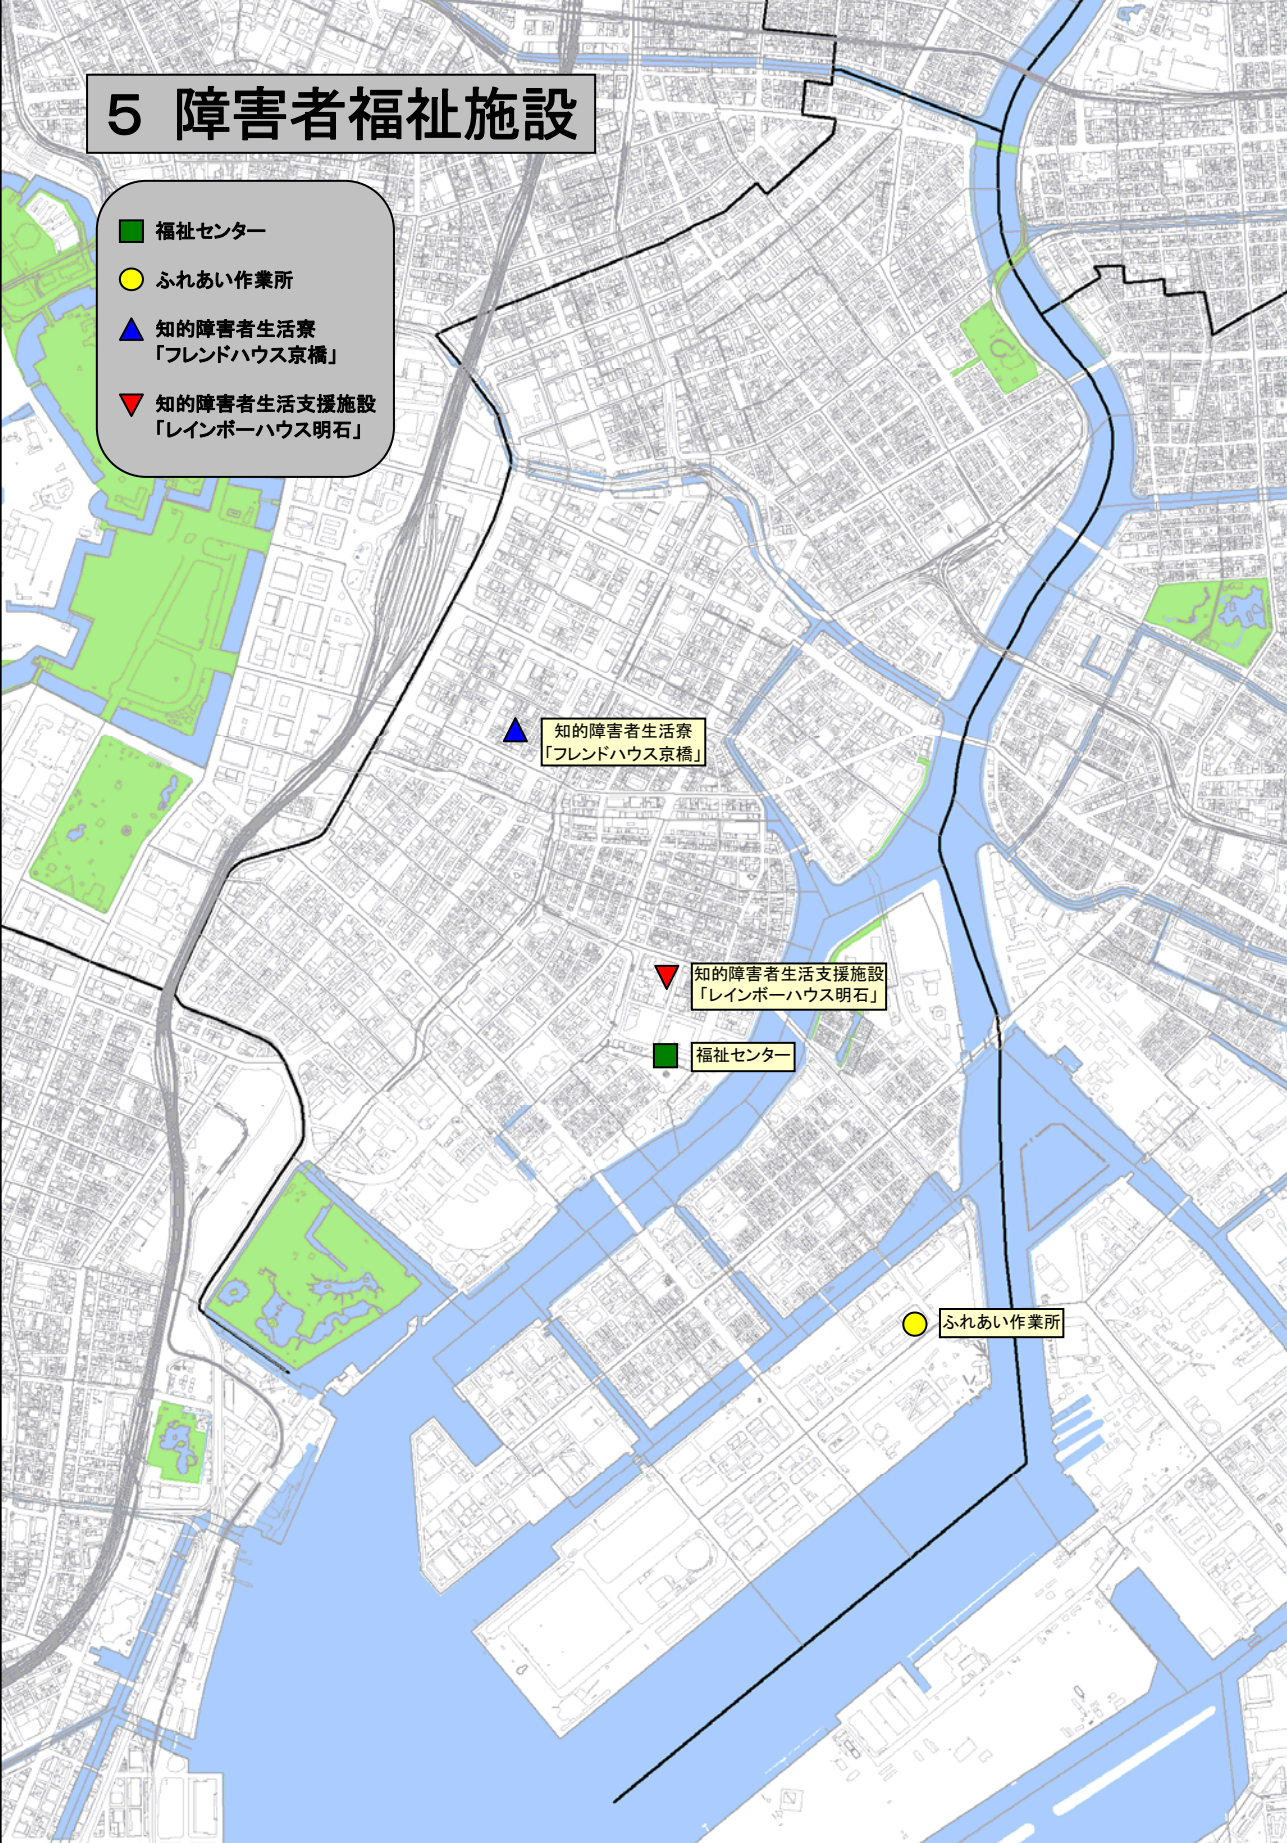 ５ 障害者福祉施設
福祉センター
ふれあい作業所
知的障害者生活寮
「フレンドハウス京橋」
知的障害者生活支援施設
「レインボーハウス明石」
知的障害者生活寮
「フレンドハウス京橋」
知的障害者生活支援施設
「レインボーハウス明石」
福祉センター
ふれあい作業所